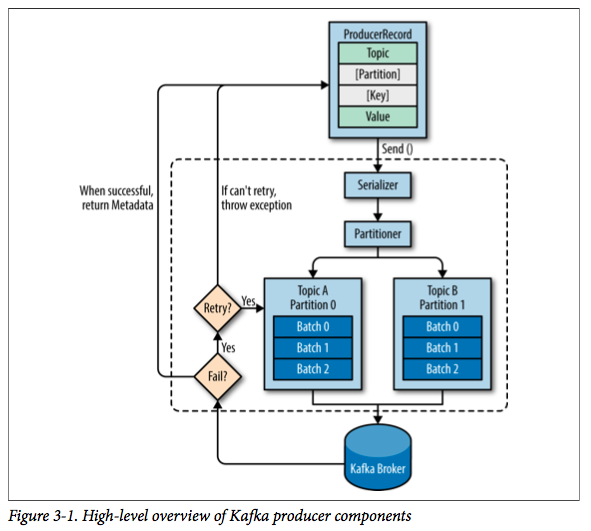 ProducerRecord
Topic
[Partition]
[Key]
Value
Send ()
Serializer
Partitioner
When successful,
return Metadata
If can't retry,
throw exception
Topic A
Partition 0
Batch 0
Batch 1
Batch 2
Topic B
Partition 1
Batch 0
Batch 1
Batch 2
Retry?
Yes
Yes
Fail?
Kafka Broker
Figure 3-1. High-level overview of Kafka producer components